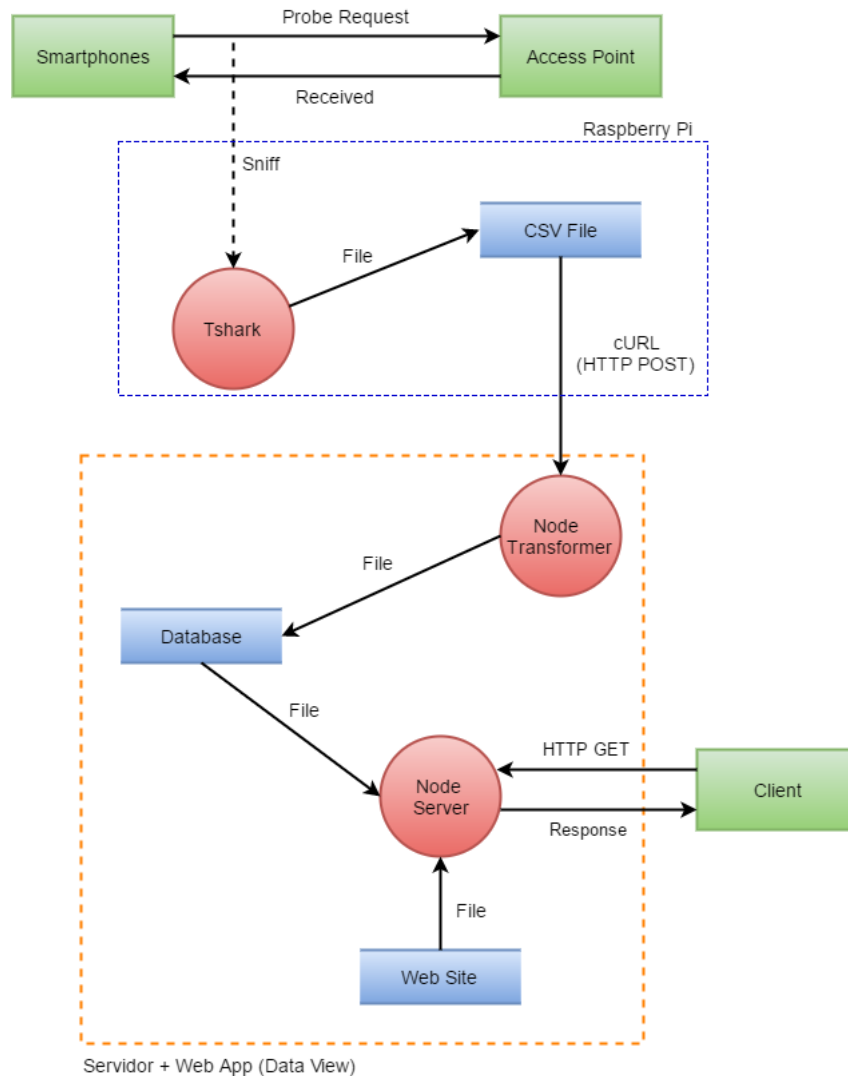 Probe Request
Smartphones
Access Point
Received
Raspberry Pi
Sniff
CSV File
File
Tshark
cURL
(HTTP POST)
Node
Transformer
File
Database
File
HTTP GET
Node
Server
Client
Response
File
Web Site
Servidor + Web App (Data View)